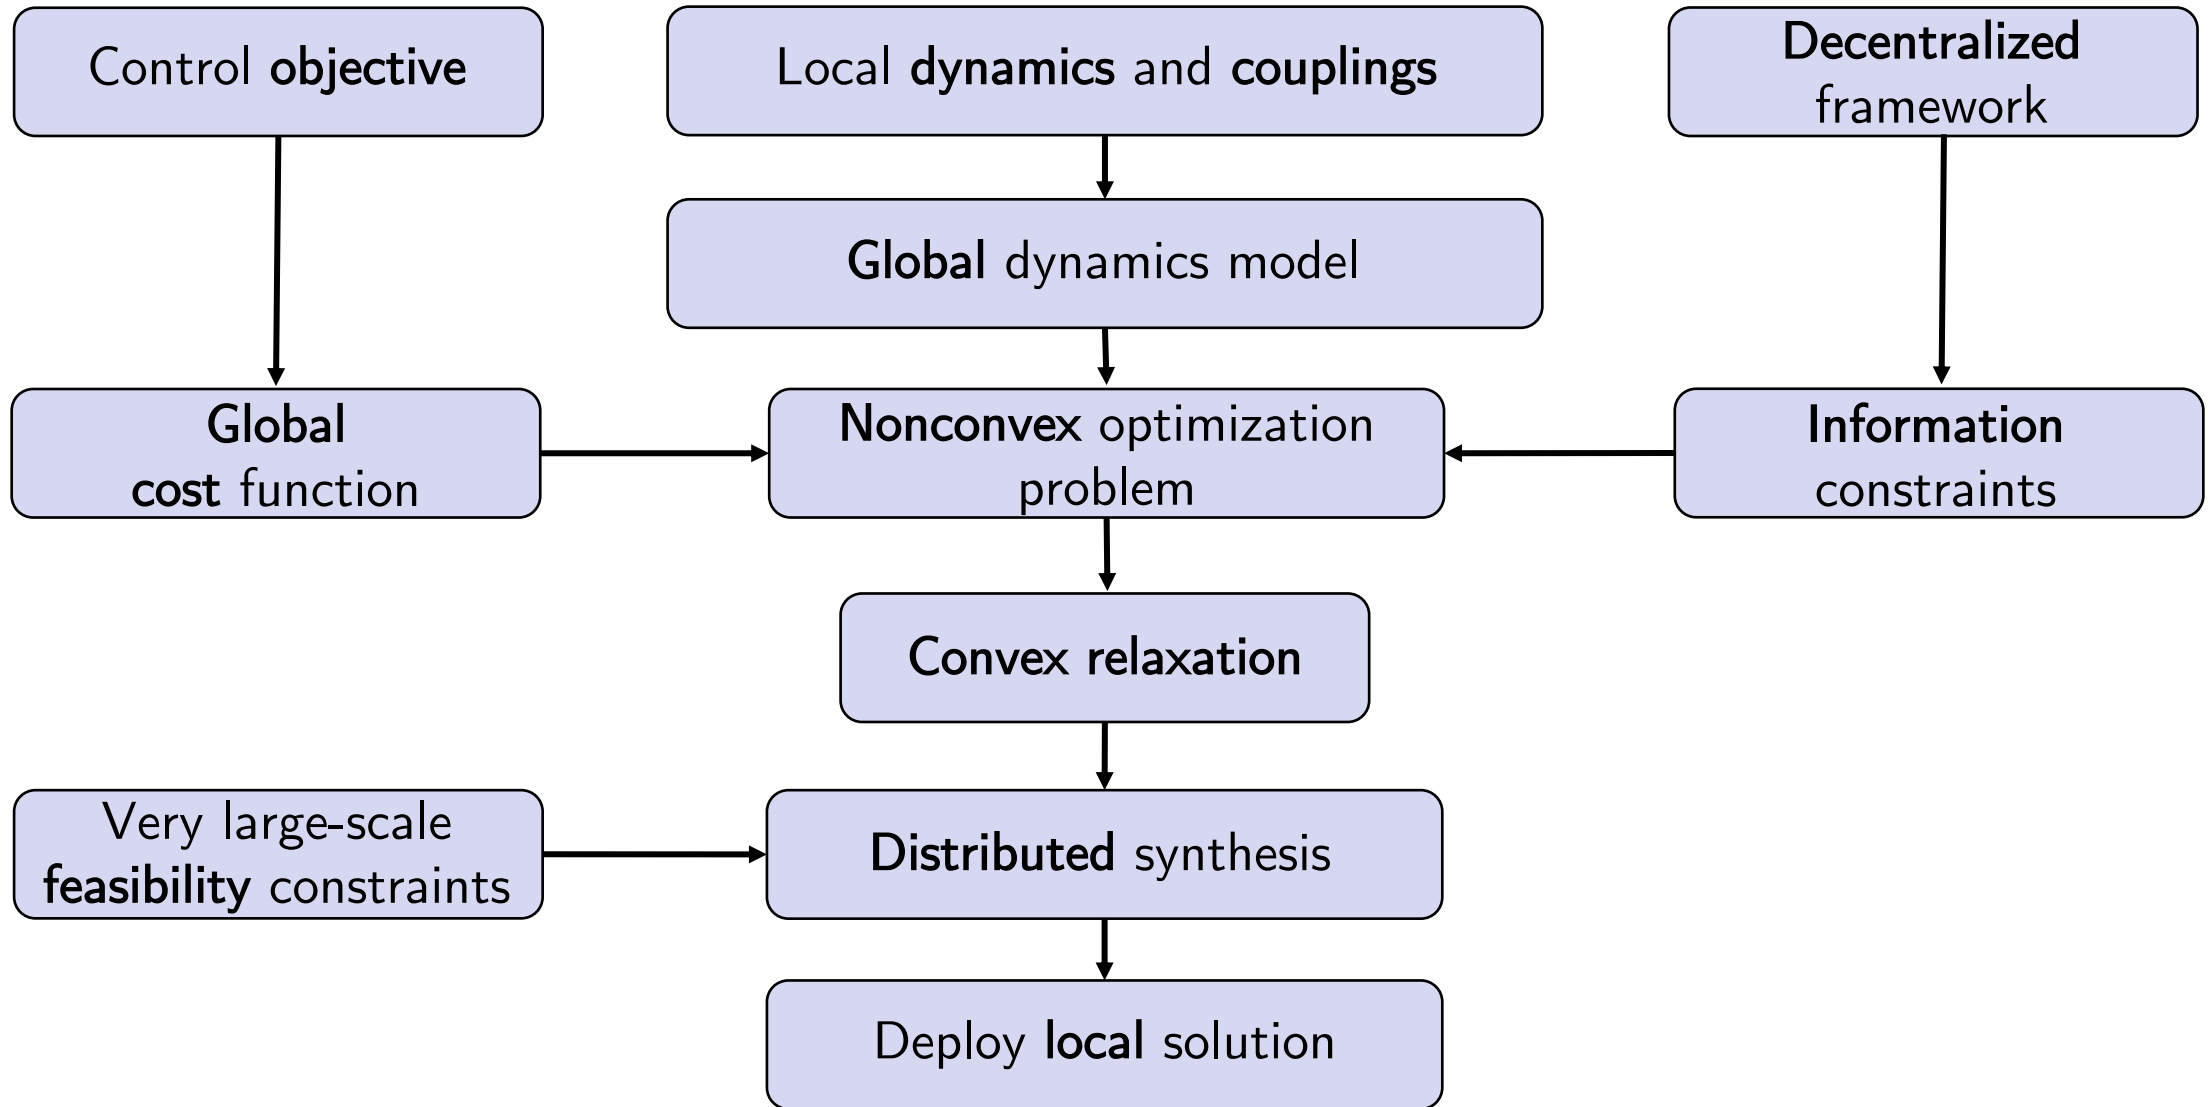 Control objective
Local dynamics and couplings
Decentralized
framework
Global dynamics model
Global
cost function
Nonconvex optimization
problem
Information
constraints
Convex relaxation
Very large-scale
feasibility constraints
Distributed synthesis
Deploy local solution